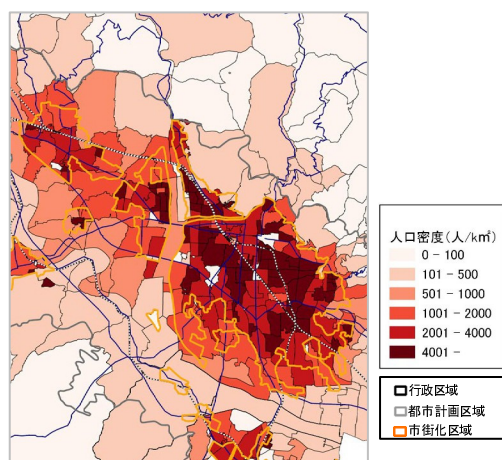 人口密度(人/k㎡)
0 - 100
101 - 500
501 - 1000
1001 - 2000
2001 - 4000
4001 -
行政区域
都市計画区域
市街化区域